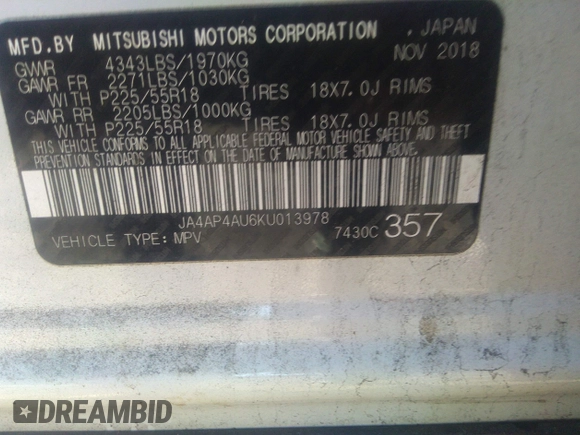 MFD.BY MITSUBISHI MOTORS CORPORATION . JAPAN
GVWR 4343LBS/1970KG NOV 2018
GAWR FR 2271LBS/1030KG
WITH P225/55R18 TIRES 18X7.0J RIMS
GAWR RR 2205LBS/1000KG
WITH P225/55R18 TIRES 18X7.0J RIMS
THIS VEHICLE CONFORMS TO ALL APPLICABLE FEDERAL MOTOR VEHICLE SAFETY AND THEFT
PREVENTION STANDARDS IN EFFECT ON THE DATE OF MANUFACTURE SHOWN ABOVE.
JA4AP4AU6KU013978
VEHICLE TYPE:MPV 7430C 357
DREAMBID